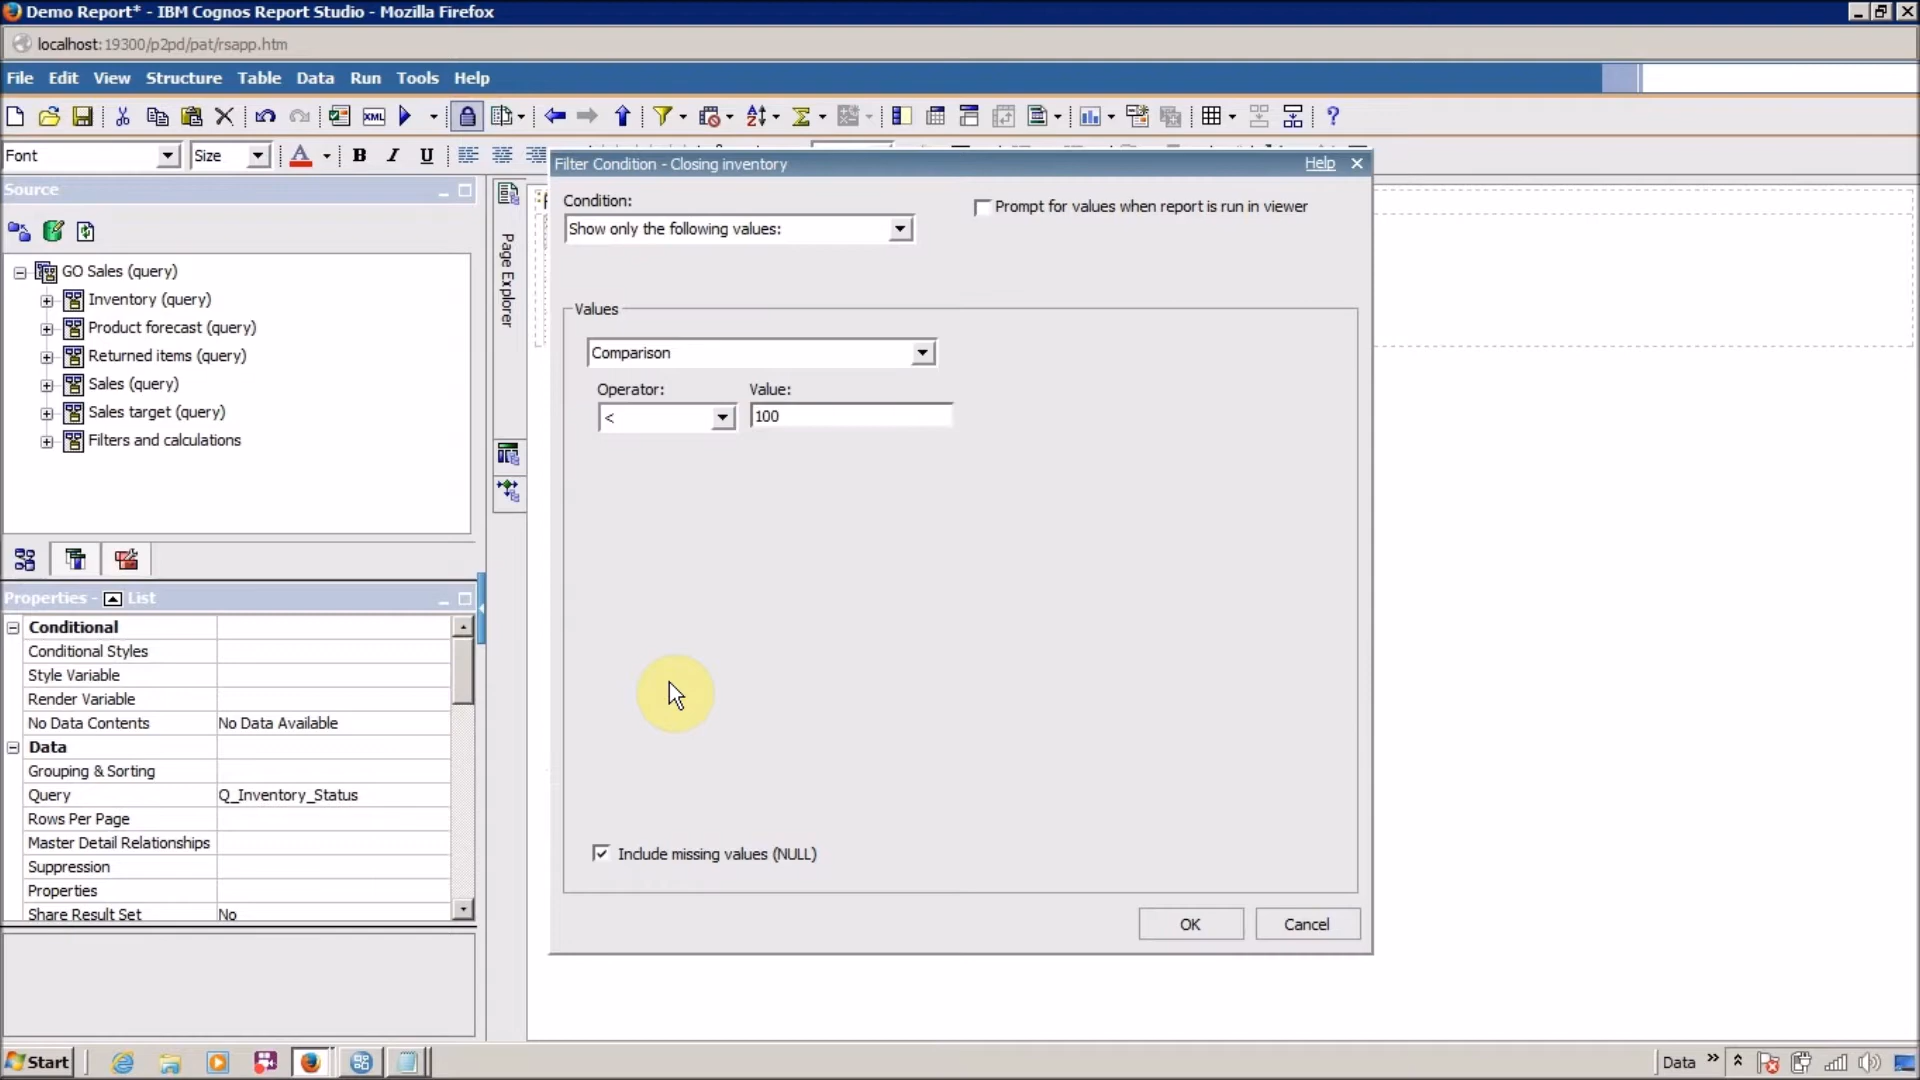 Demo Report* - IBM Cognos Report Studio - Mozilla Firefox
localhost:19300/p2pd/pat/rsapp.htm
File Edit View Structure Table Data Run Tools Help
XML
Font Size A B I U
Source
Filter Condition - Closing inventory Help
Condition:
Show only the following values:
Prompt for values when report is run in viewer
Page Explorer
GO Sales (query)
Inventory (query)
Product forecast (query)
Returned items (query)
Sales (query)
Sales target (query)
Filters and calculations
Values
Comparison
Operator: Value:
< 100
Include missing values (NULL)
OK Cancel
Properties - List
Conditional
Conditional Styles
Style Variable
Render Variable
No Data Contents No Data Available
Data
Grouping & Sorting
Query Q_Inventory_Status
Rows Per Page
Master Detail Relationships
Suppression
Properties
Share Result Set No
Start
Data »